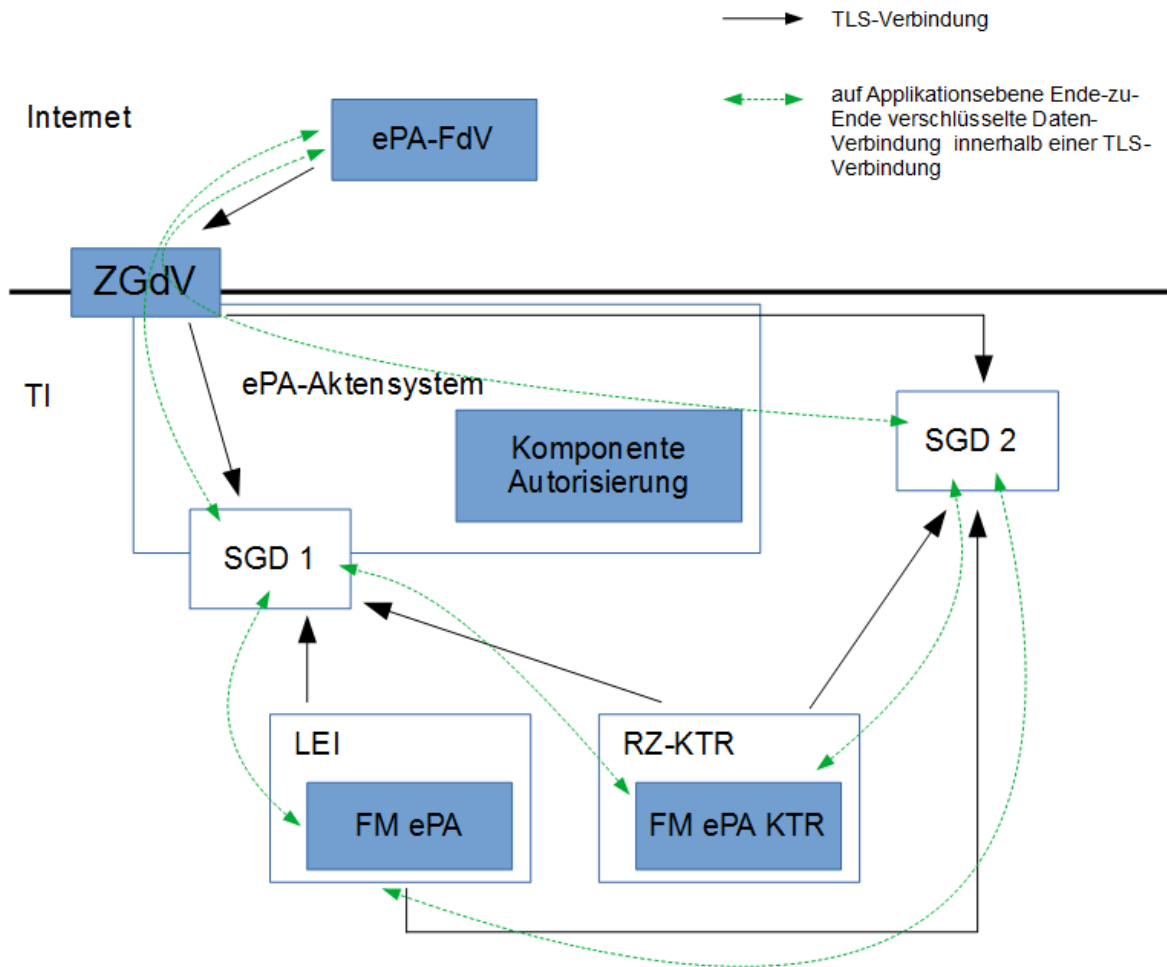 TLS-Verbindung
auf Applikationsebene Ende-zu-
Ende verschlüsselte Daten-
Verbindung innerhalb einer TLS-
Verbindung
Internet
ePA-FdV
ZGdV
TI
ePA-Aktensystem
Komponente
Autorisierung
SGD 2
SGD 1
LEI
FM ePA
RZ-KTR
FM ePA KTR